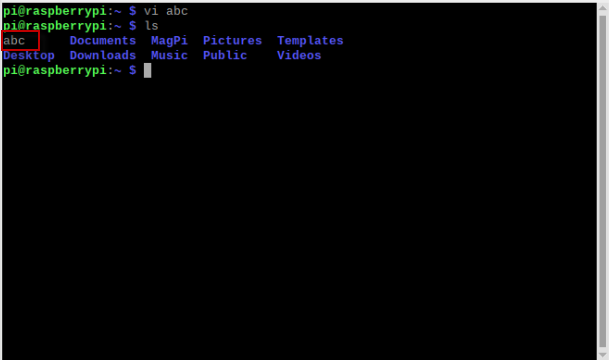 pi@raspberrypi:~ $ vi abc
pi@raspberrypi:~ $ ls
abc Documents MagPi Pictures Templates
Desktop Downloads Music Public Videos
pi@raspberrypi:~ $